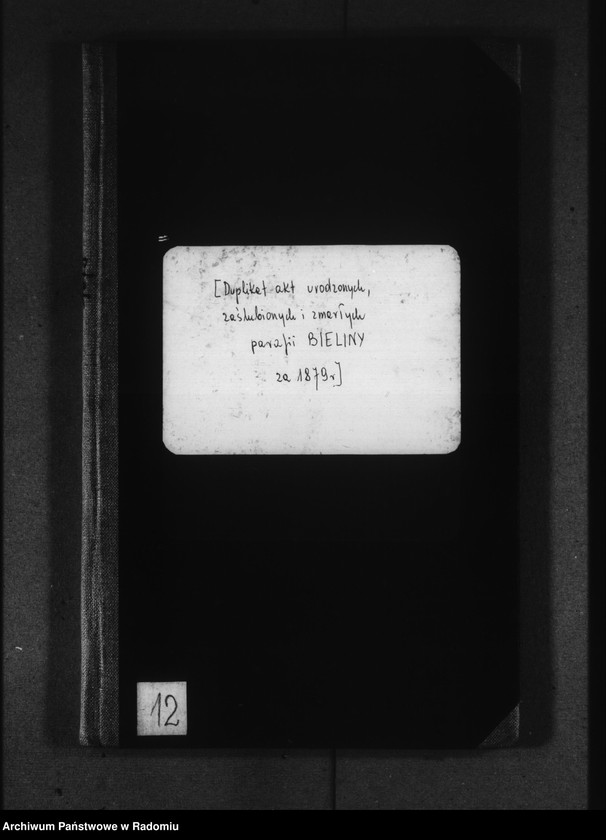 [Duplikat akt urodzonych,
zaślubionych i zmarłych
parafii BIELINY
za 1879 r]
12
Archiwum Państwowe w Radomiu